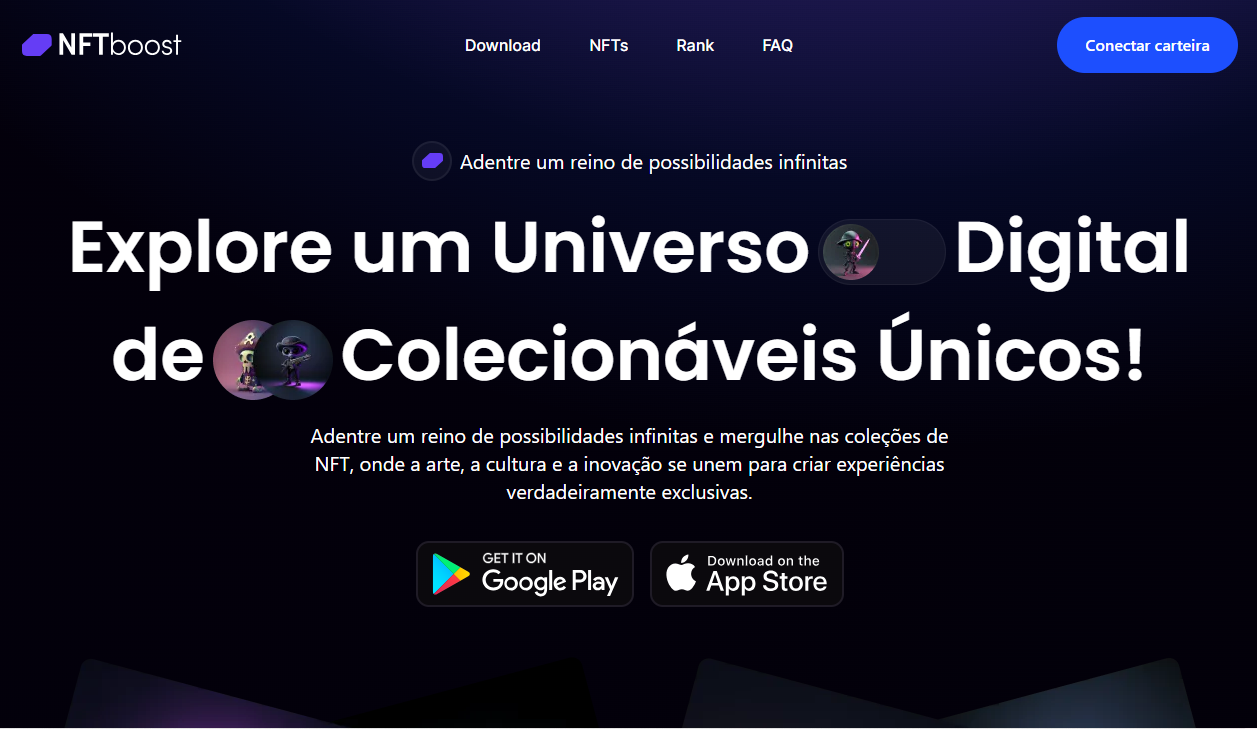 NFTboost
Download
NFTs
Rank
FAQ
Conectar carteira
Adentre um reino de possibilidades infinitas
Explore um Universo Digital
de Colecionáveis Únicos!
Adentre um reino de possibilidades infinitas e mergulhe nas coleções de
NFT, onde a arte, a cultura e a inovação se unem para criar experiências
verdadeiramente exclusivas.
GET IT ON
Google Play
Download on the
App Store